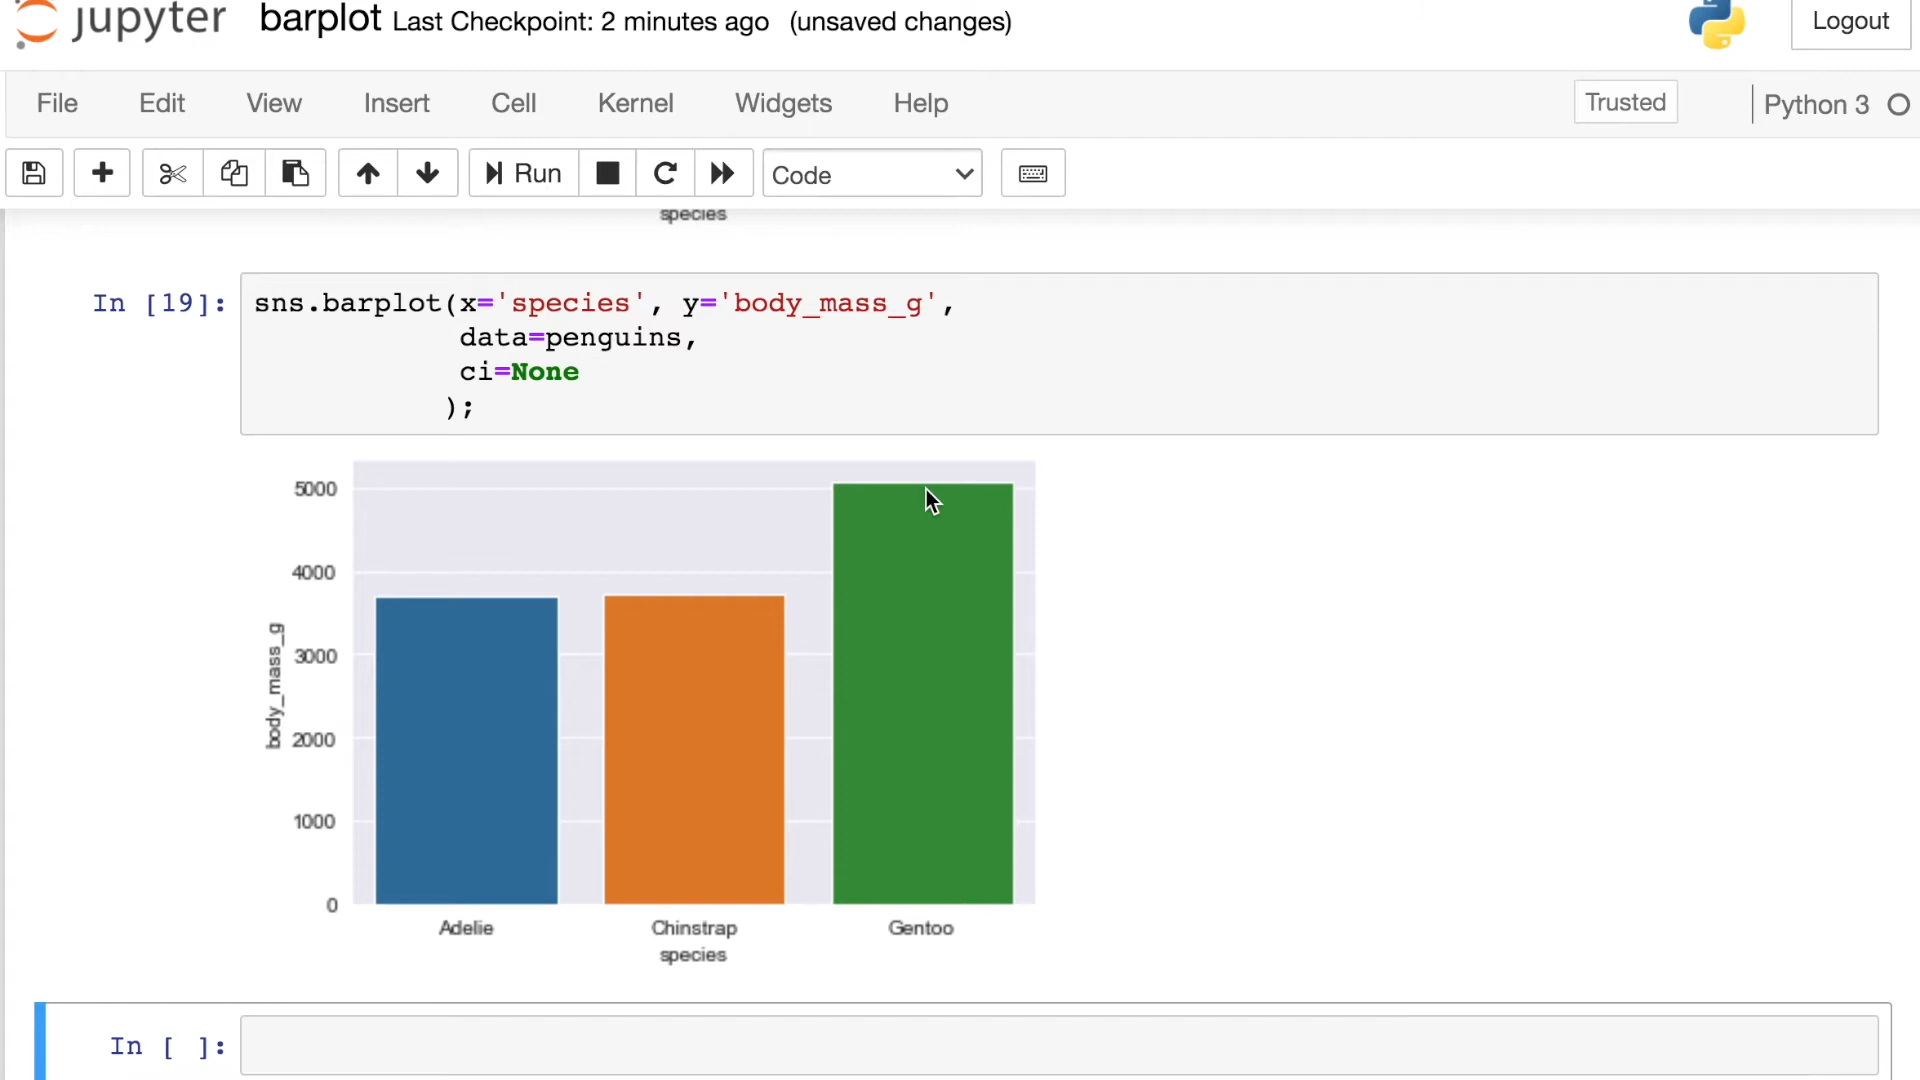 jupyter barplot Last Checkpoint: 2 minutes ago (unsaved changes) Logout
File Edit View Insert Cell Kernel Widgets Help Trusted Python 3
Run Code
species
In [19]: sns.barplot(x='species', y='body_mass_g',
data=penguins,
ci=None
);
5000
4000
3000
2000
1000
0
body_mass_g
Adelie Chinstrap Gentoo
species
In [ ]: